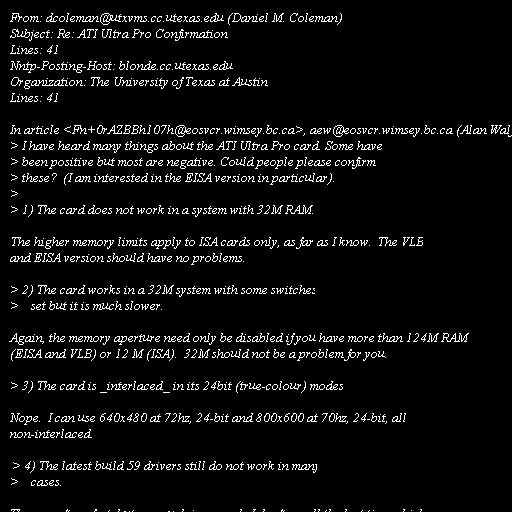 From: dcoleman@utxvms.cc.utexas.edu (Daniel M. Coleman)
Subject: Re: ATI Ultra Pro Confirmation
Lines: 41
Nntp-Posting-Host: blonde.cc.utexas.edu
Organization: The University of Texas at Austin
Lines: 41

In article <Fn+0rAZBBh107h@eosvcr.wimsey.bc.ca>, aew@eosvcr.wimsey.bc.ca (Alan
> I have heard many things about the ATI Ultra Pro card. Some have
> been positive but most are negative. Could people please confirm
> these?  (I am interested in the EISA version in particular).
>
> 1) The card does not work in a system with 32M RAM.

The higher memory limits apply to ISA cards only, as far as I know.  The VLB
and EISA version should have no problems.

> 2) The card works in a 32M system with some switches
>    set but it is much slower.

Again, the memory aperture need only be disabled if you have more than 124M RAM
(EISA and VLB) or 12 M (ISA).  32M should not be a problem for you.

> 3) The card is _interlaced_ in its 24bit (true-colour) modes

Nope.  I can use 640x480 at 72hz, 24-bit and 800x600 at 70hz, 24-bit, all
non-interlaced.

> 4) The latest build 59 drivers still do not work in many
>    cases.